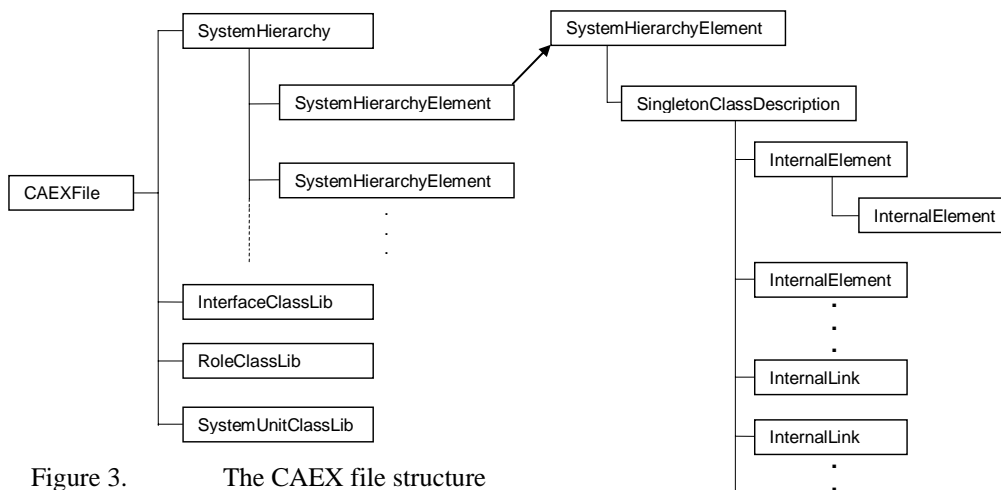 SystemHierarchy
SystemHierarchyElement
SystemHierarchyElement
SingletonClassDescription
SystemHierarchyElement
InternalElement
SystemHierarchyElement
CAEXFile
InternalElement
InternalElement
InterfaceClassLib
RoleClassLib
InternalLink
SystemUnitClassLib
InternalLink
Figure 3. The CAEX file structure